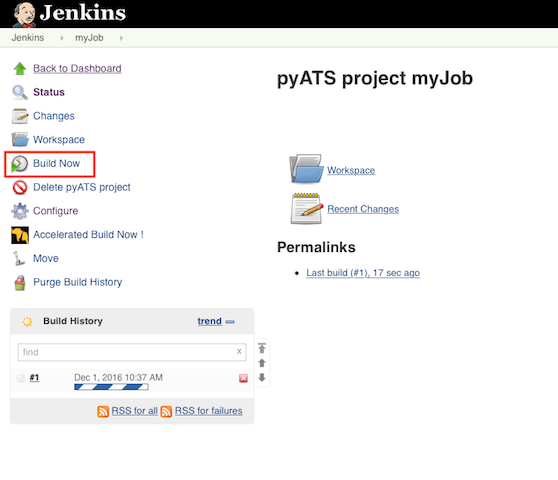 Jenkins
Jenkins myJob
Back to Dashboard
Status
Changes
Workspace
Build Now
Delete pyATS project
Configure
Accelerated Build Now !
Move
Purge Build History
Build History trend
find x
#1 Dec 1, 2016 10:37 AM
RSS for all RSS for failures
pyATS project myJob
Workspace
Recent Changes
Permalinks
Last build (#1), 17 sec ago